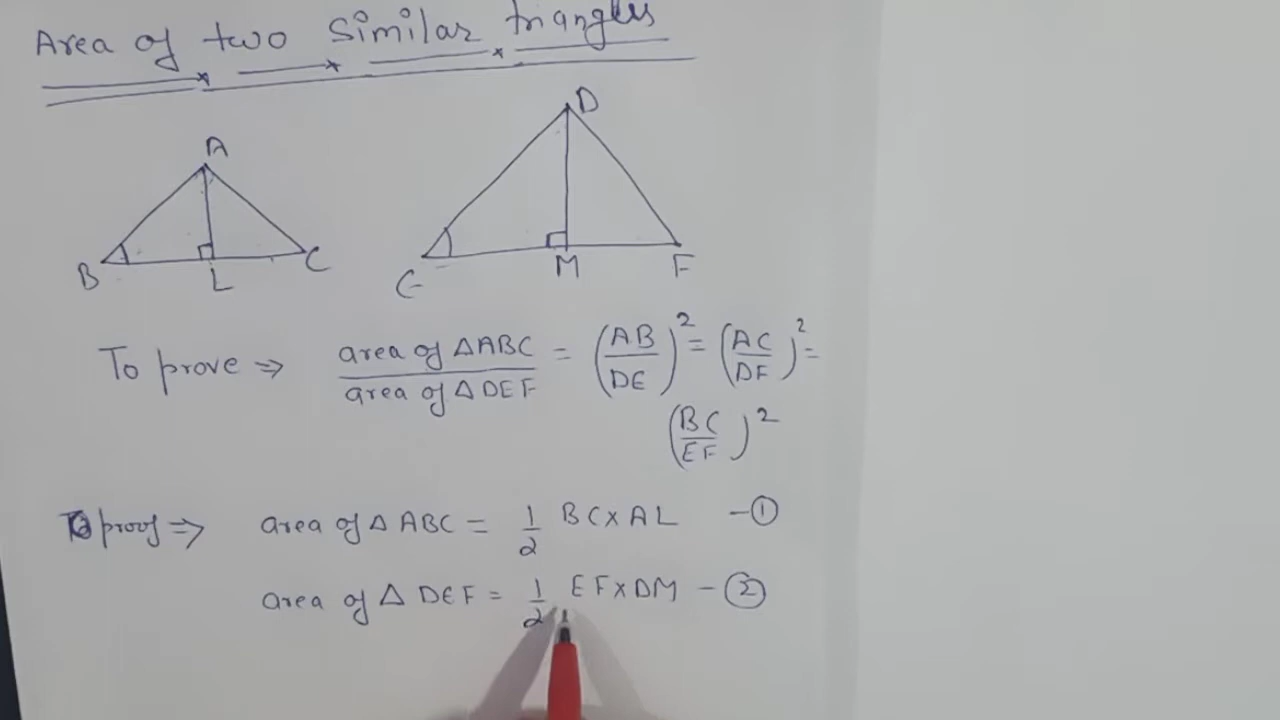 Area of two similar triangles
A
D
B
L
C
E
M
F
To prove ⇒ area of △ABC / area of △DEF = (AB/DE)² = (AC/DF)² =
(BC/EF)²
proof ⇒ area of △ ABC = 1/2 BC×AL – ①
area of △ DEF = 1/2 EF×DM – ②